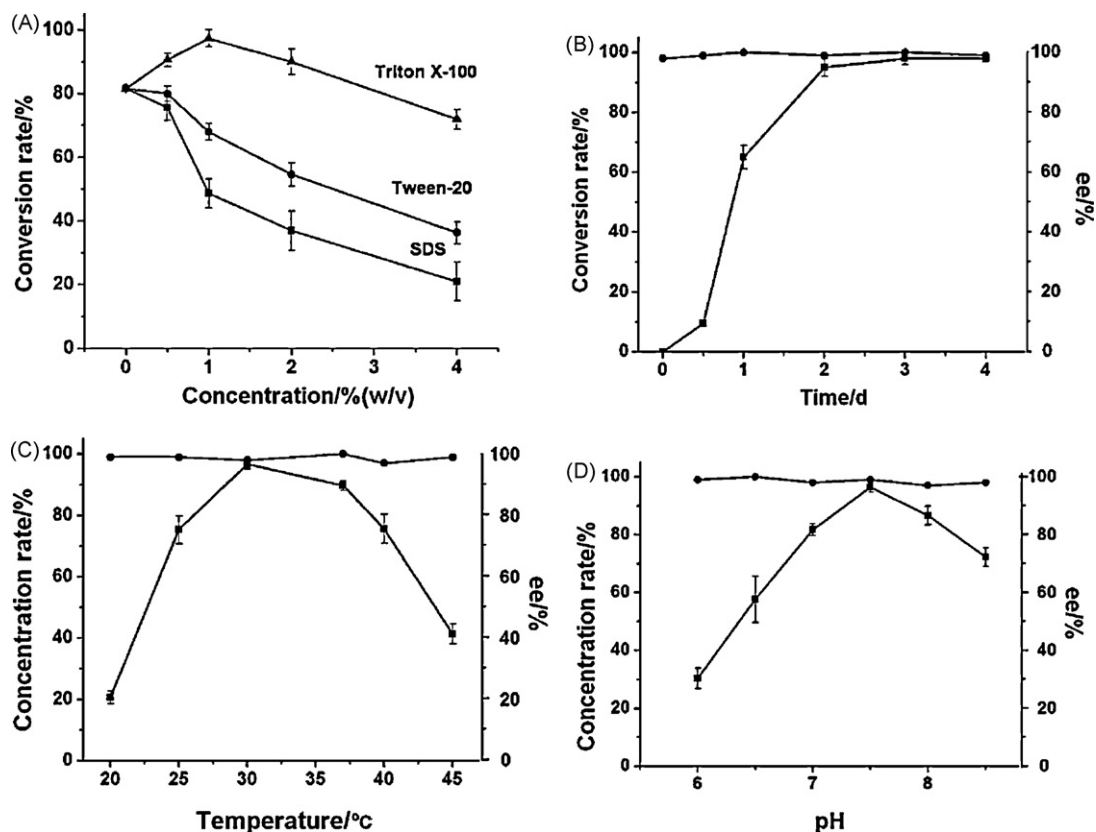 (A)
100
80
60
40
20
0
Conversion rate/%
Triton X-100
Tween-20
SDS
0 1 2 3 4
Concentration/%(w/v)
(B)
100
80
60
40
20
0
Conversion rate/%
100
80
60
40
20
0
ee/%
0 1 2 3 4
Time/d
(C)
100
80
60
40
20
0
Concentration rate/%
100
80
60
40
20
0
ee/%
20 25 30 35 40 45
Temperature/°C
(D)
100
80
60
40
20
0
Concentration rate/%
100
80
60
40
20
0
ee/%
6 7 8
pH